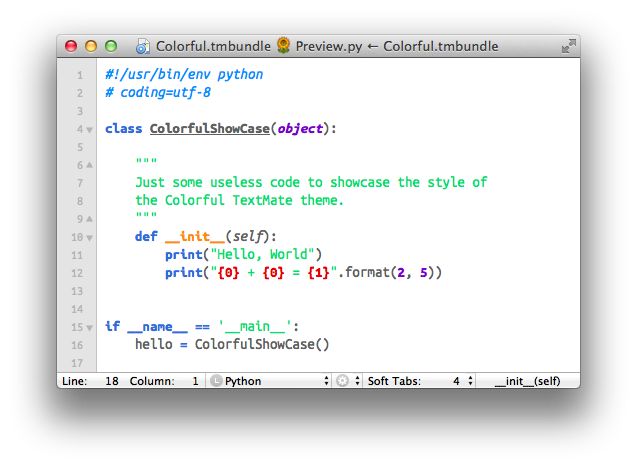 Colorful.tmbundle Preview.py ← Colorful.tmbundle
1 #!/usr/bin/env python
2 # coding=utf-8
3
4 class ColorfulShowCase(object):
5
6 """
7 Just some useless code to showcase the style of
8 the Colorful TextMate theme.
9 """
10 def __init__(self):
11 print("Hello, World")
12 print("{0} + {0} = {1}".format(2, 5))
13
14
15 if __name__ == '__main__':
16 hello = ColorfulShowCase()
17
Line: 18 Column: 1 L Python Soft Tabs: 4 __init__(self)